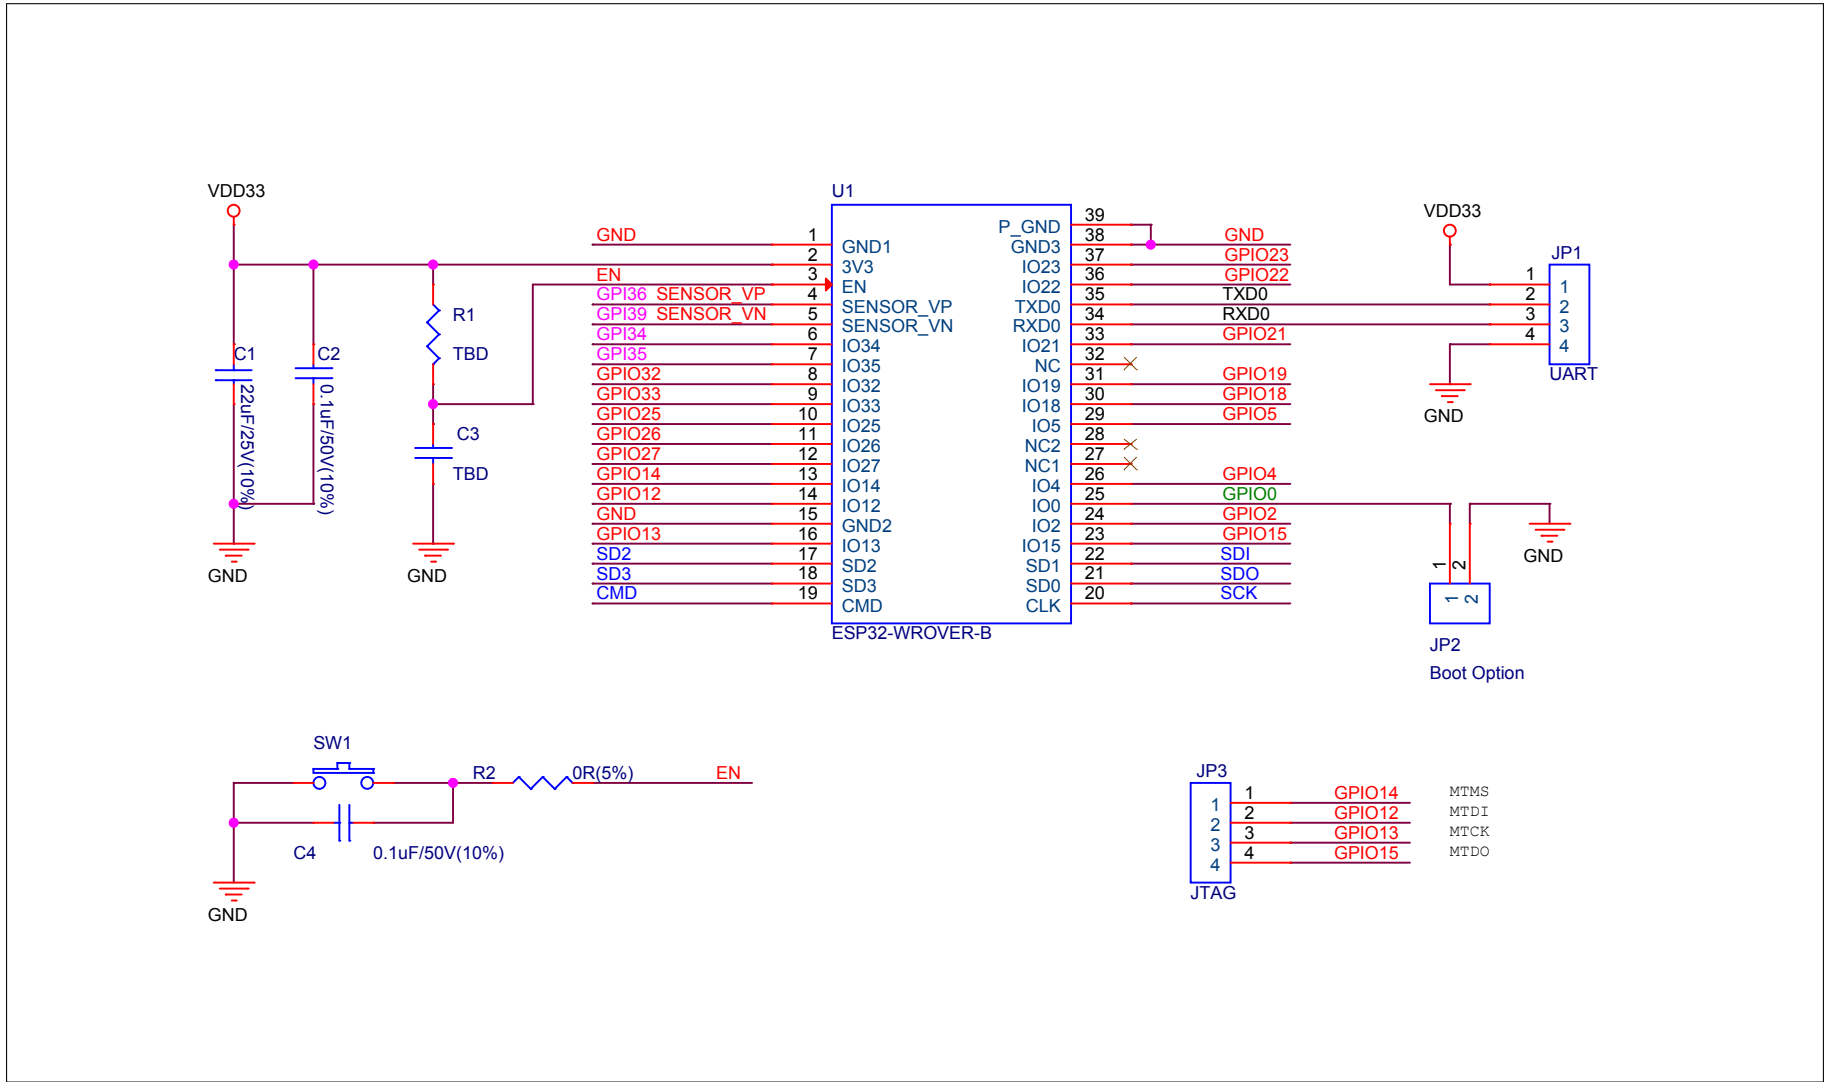 VDD33
C1
22uF/25V(10%)
C2
0.1uF/50V(10%)
GND
R1
TBD
C3
TBD
GND
U1
GND 1 GND1
2 3V3
EN 3 EN
GPI36 SENSOR_VP 4 SENSOR_VP
GPI39 SENSOR_VN 5 SENSOR_VN
GPI34 6 IO34
GPI35 7 IO35
GPIO32 8 IO32
GPIO33 9 IO33
GPIO25 10 IO25
GPIO26 11 IO26
GPIO27 12 IO27
GPIO14 13 IO14
GPIO12 14 IO12
GND 15 GND2
GPIO13 16 IO13
SD2 17 SD2
SD3 18 SD3
CMD 19 CMD
P_GND 39
GND3 38 GND
IO23 37 GPIO23
IO22 36 GPIO22
TXD0 35 TXD0
RXD0 34 RXD0
IO21 33 GPIO21
NC 32
IO19 31 GPIO19
IO18 30 GPIO18
IO5 29 GPIO5
NC2 28
NC1 27
IO4 26 GPIO4
IO0 25 GPIO0
IO2 24 GPIO2
IO15 23 GPIO15
SD1 22 SDI
SD0 21 SDO
CLK 20 SCK
ESP32-WROVER-B
VDD33
JP1
1 1
2 2
3 3
4 4
UART
GND
GND
1 2
1 2
JP2
Boot Option
SW1
R2 0R(5%) EN
C4 0.1uF/50V(10%)
GND
JP3
1 1 GPIO14 MTMS
2 2 GPIO12 MTDI
3 3 GPIO13 MTCK
4 4 GPIO15 MTDO
JTAG